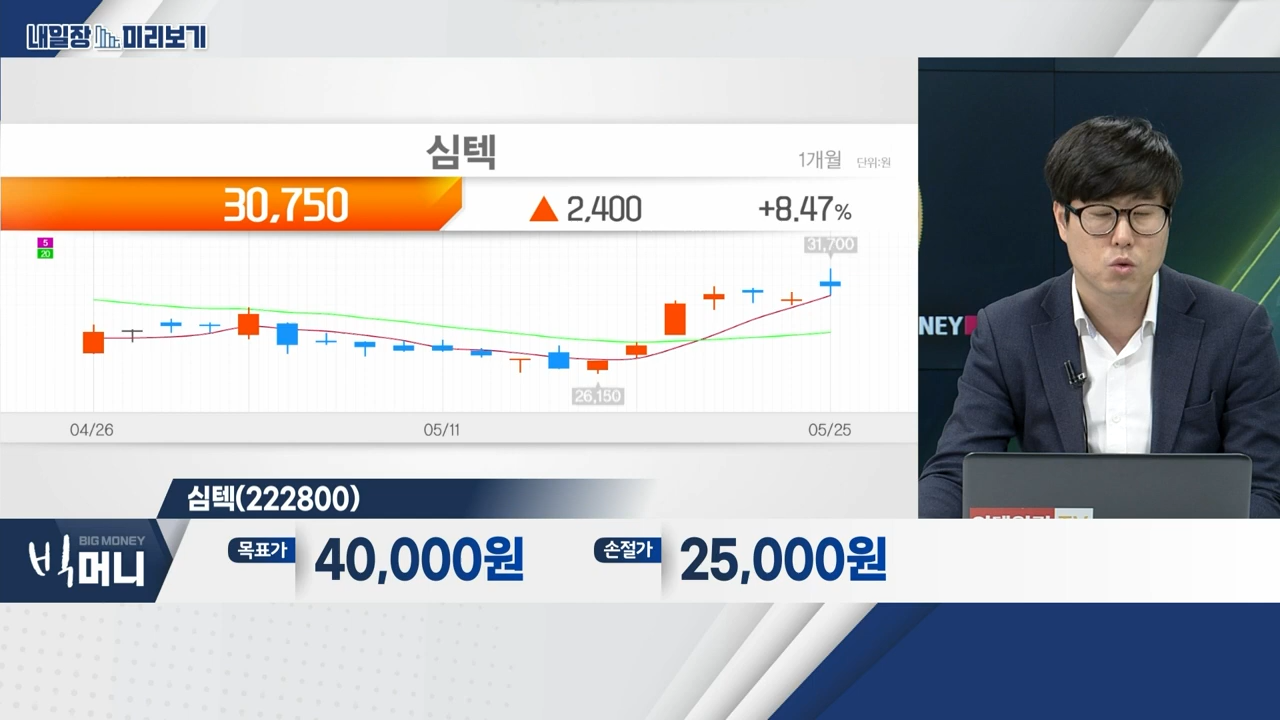 내일장 미리보기
심텍
1개월 단위:원
30,750 ▲ 2,400 +8.47%
5
20
31,700
26,150
04/26 05/11 05/25
NEY
심텍(222800)
BIG MONEY
빅머니
목표가 40,000원 손절가 25,000원